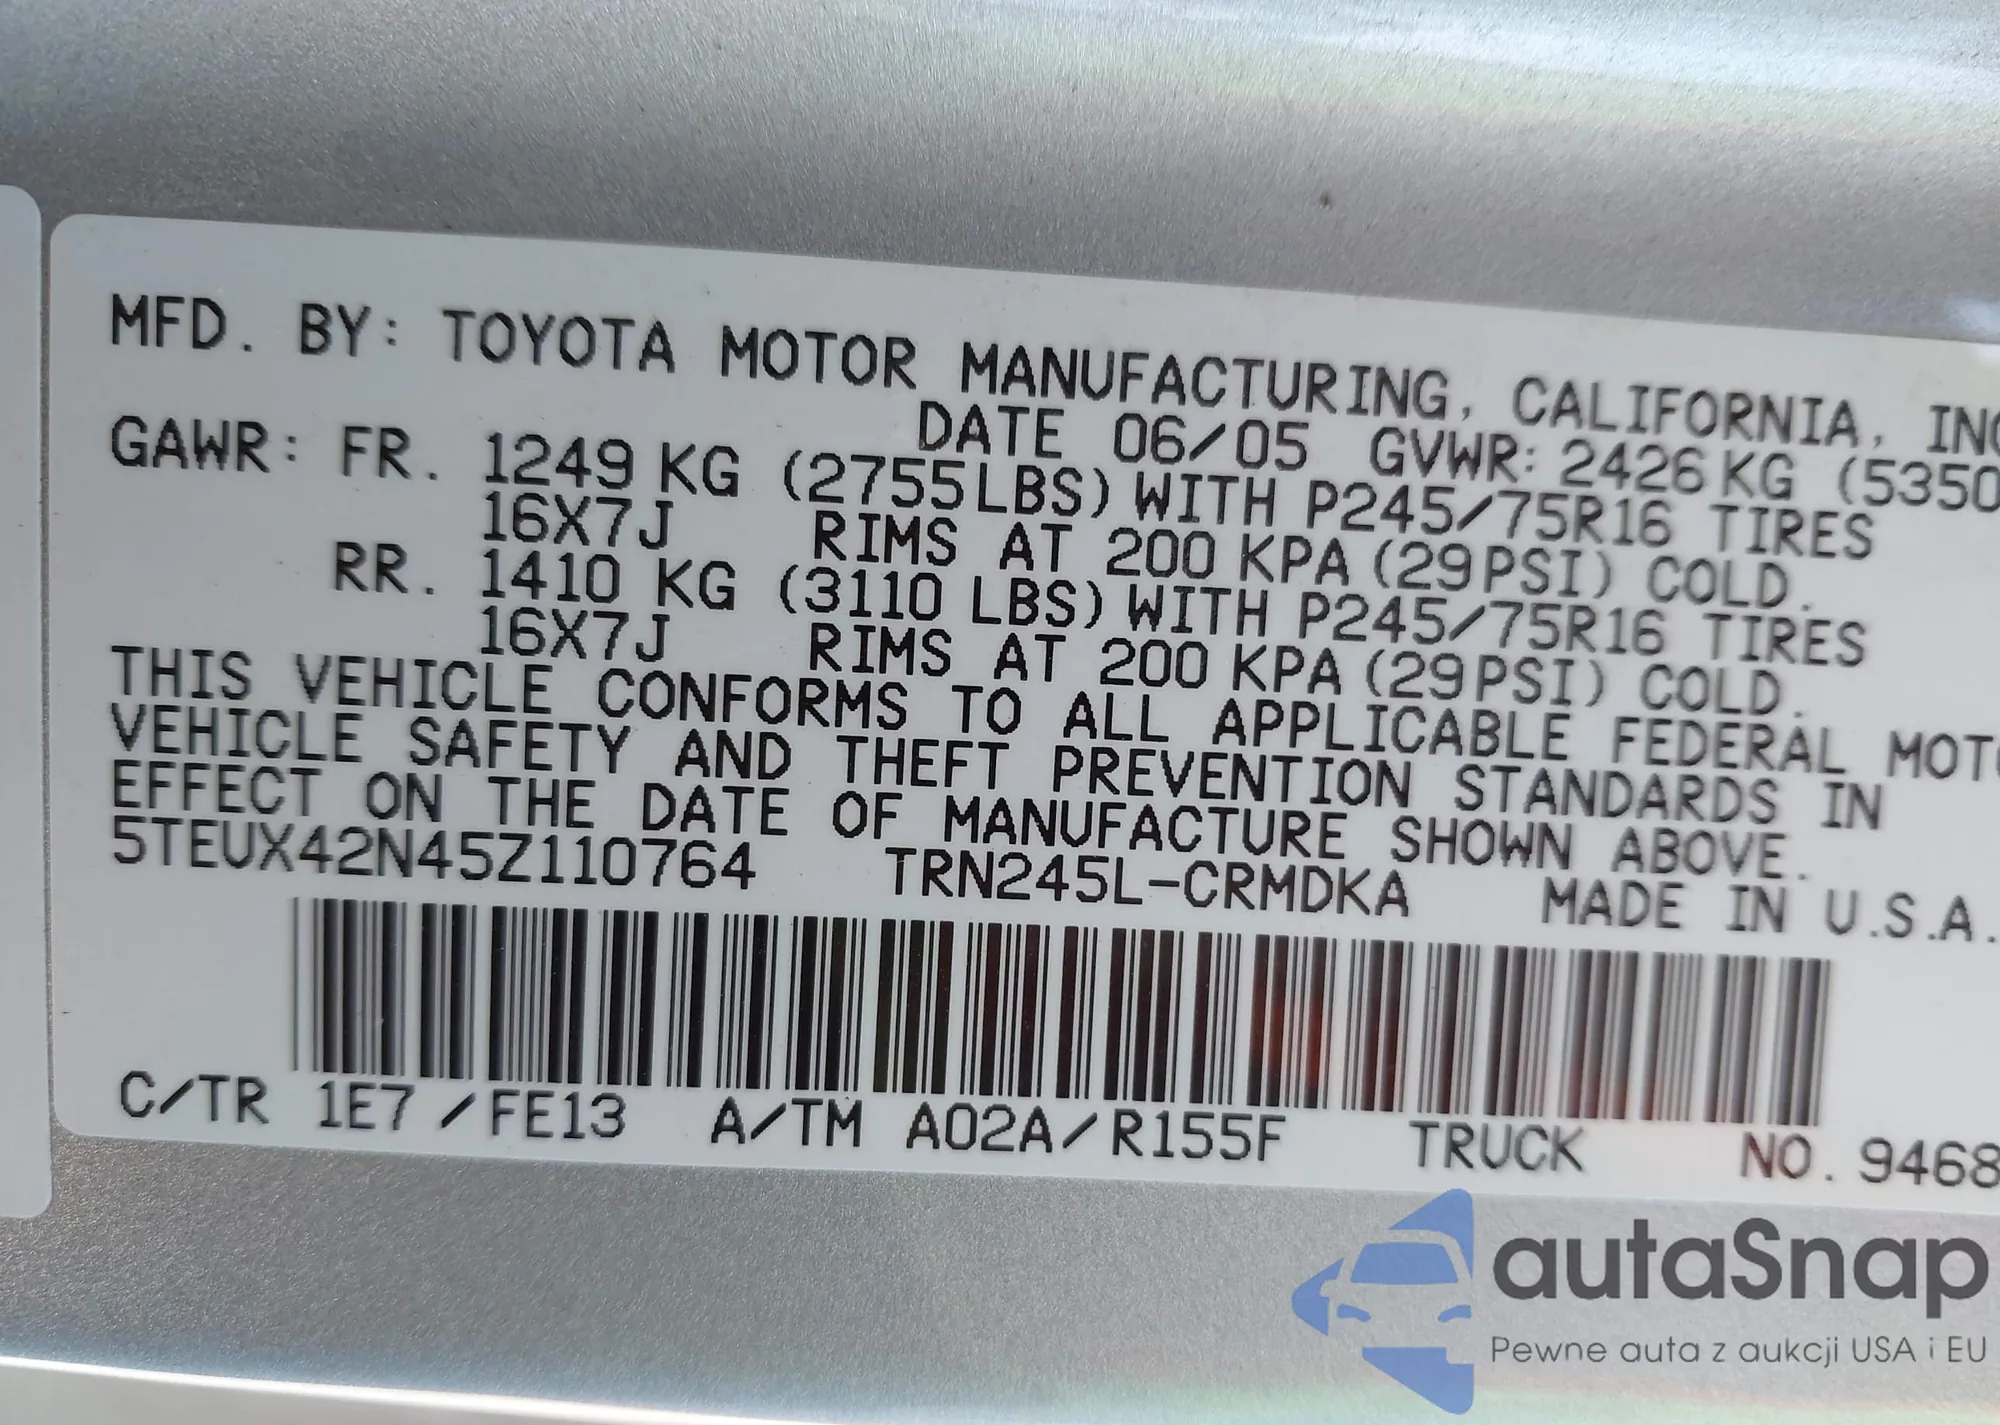 MFD. BY: TOYOTA MOTOR MANUFACTURING, CALIFORNIA, INC
DATE 06/05 GVWR: 2426 KG (5350
GAWR: FR. 1249 KG (2755LBS) WITH P245/75R16 TIRES
16X7J RIMS AT 200 KPA (29PSI) COLD.
RR. 1410 KG (3110 LBS) WITH P245/75R16 TIRES
16X7J RIMS AT 200 KPA (29PSI) COLD.
THIS VEHICLE CONFORMS TO ALL APPLICABLE FEDERAL MOTO
VEHICLE SAFETY AND THEFT PREVENTION STANDARDS IN
EFFECT ON THE DATE OF MANUFACTURE SHOWN ABOVE.
5TEUX42N45Z110764 TRN245L-CRMDKA MADE IN U.S.A.
C/TR 1E7 /FE13 A/TM A02A/R155F TRUCK NO. 9468
autaSnap
Pewne auta z aukcji USA i EU